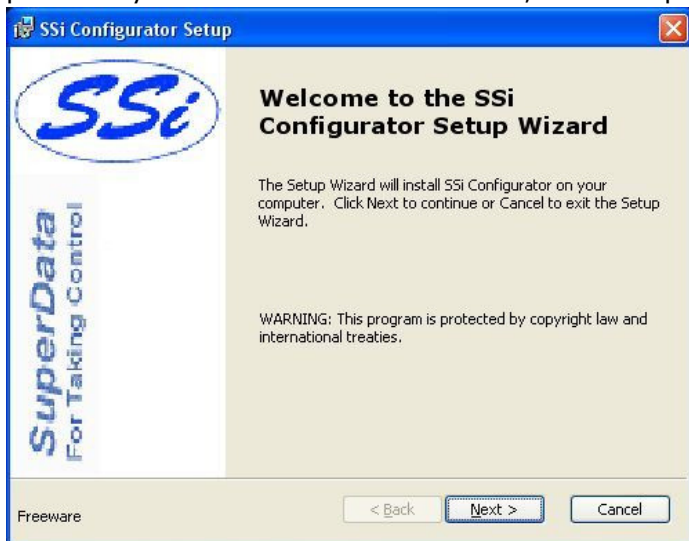 SSi Configurator Setup
SSi
Welcome to the SSi
Configurator Setup Wizard
The Setup Wizard will install SSi Configurator on your
computer. Click Next to continue or Cancel to exit the Setup
Wizard.
WARNING: This program is protected by copyright law and
international treaties.
SuperData
For Taking Control
Freeware
< Back
Next >
Cancel